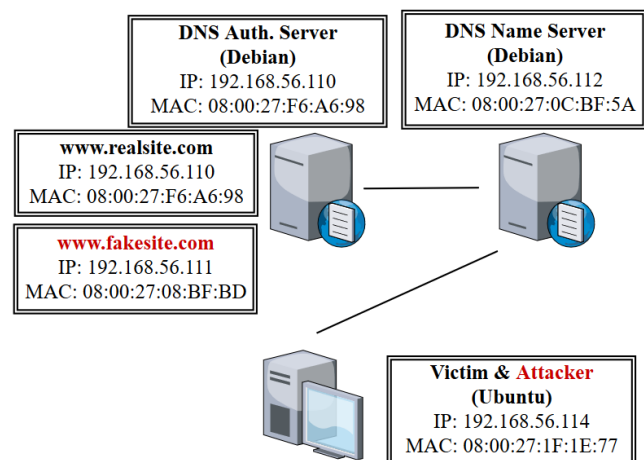 DNS Auth. Server
(Debian)
IP: 192.168.56.110
MAC: 08:00:27:F6:A6:98
DNS Name Server
(Debian)
IP: 192.168.56.112
MAC: 08:00:27:0C:BF:5A
www.realsite.com
IP: 192.168.56.110
MAC: 08:00:27:F6:A6:98
www.fakesite.com
IP: 192.168.56.111
MAC: 08:00:27:08:BF:BD
Victim & Attacker
(Ubuntu)
IP: 192.168.56.114
MAC: 08:00:27:1F:1E:77